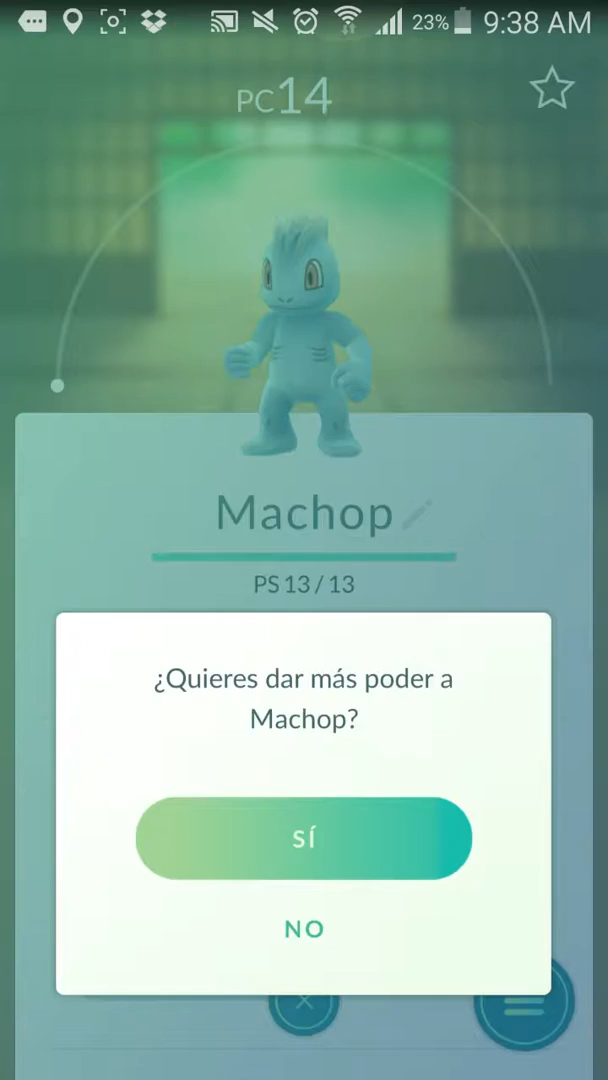 23% 9:38 AM
PC14
Machop
PS 13 / 13
¿Quieres dar más poder a
Machop?
SÍ
NO